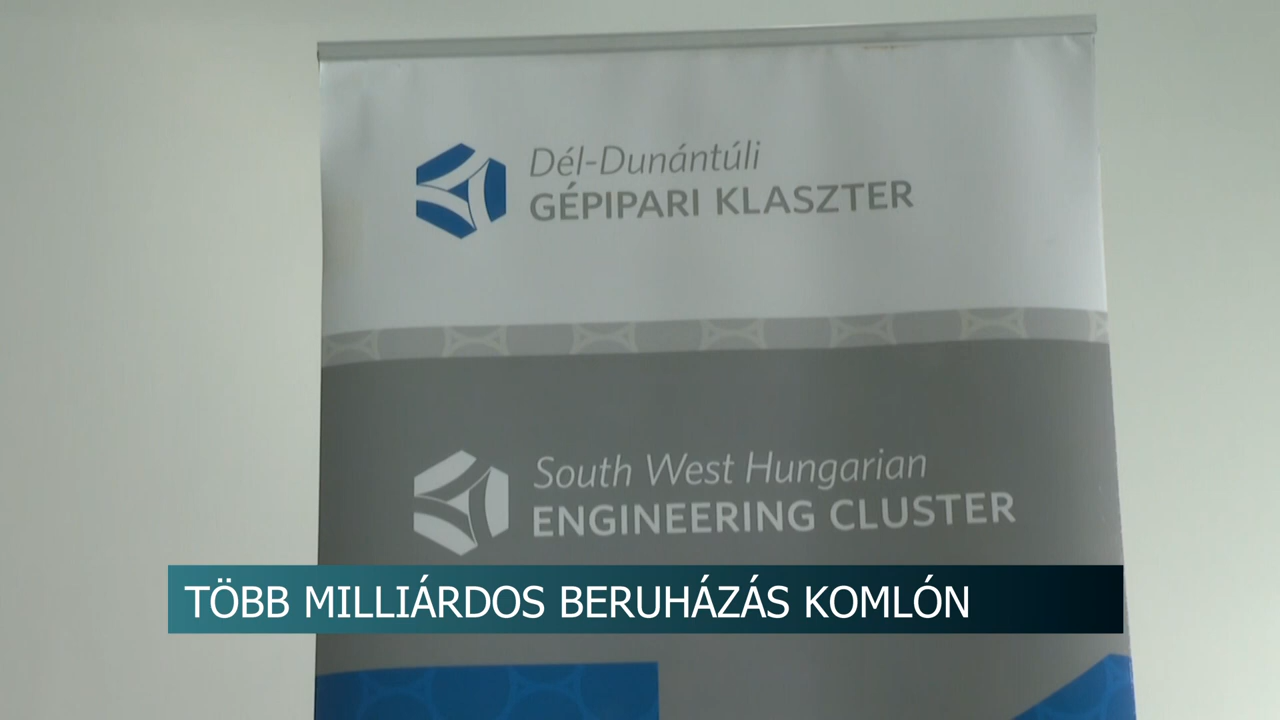 Dél-Dunántúli
GÉPIPARI KLASZTER
South West Hungarian
ENGINEERING CLUSTER
TÖBB MILLIÁRDOS BERUHÁZÁS KOMLÓN